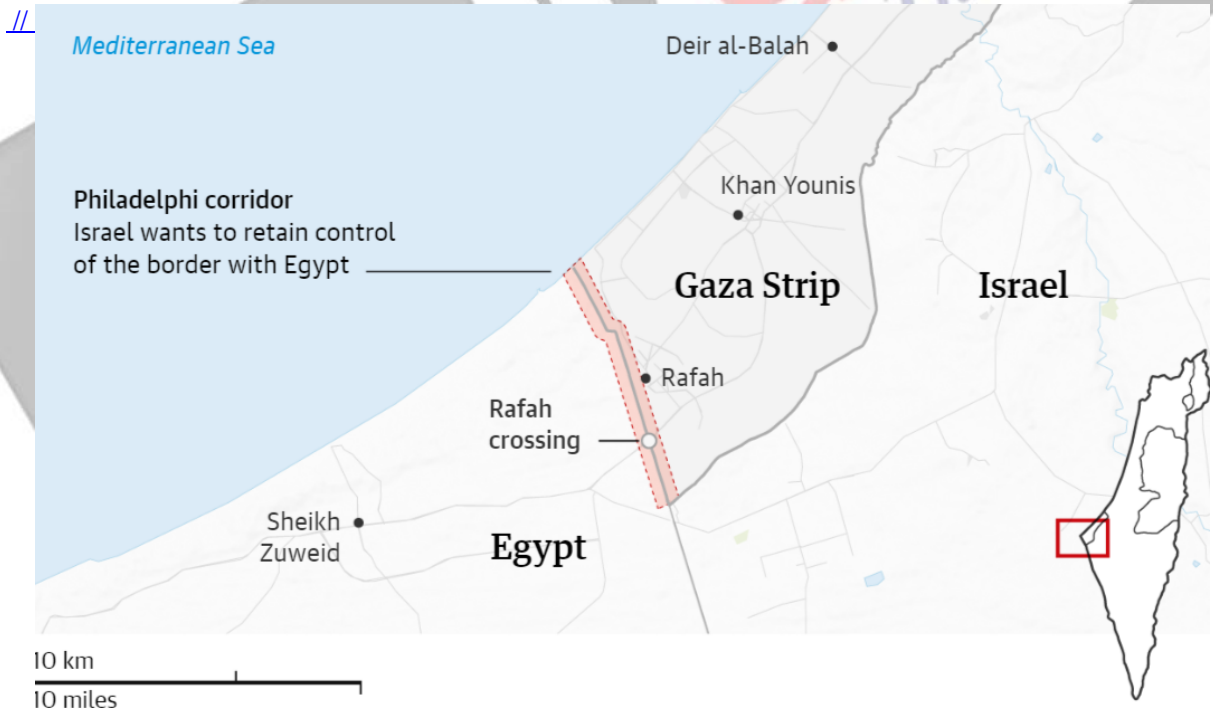 //
Mediterranean Sea
Deir al-Balah
Philadelphi corridor
Israel wants to retain control
of the border with Egypt
Khan Younis
Gaza Strip
Israel
Rafah
Rafah
crossing
Sheikh
Zuweid
Egypt
10 km
10 miles